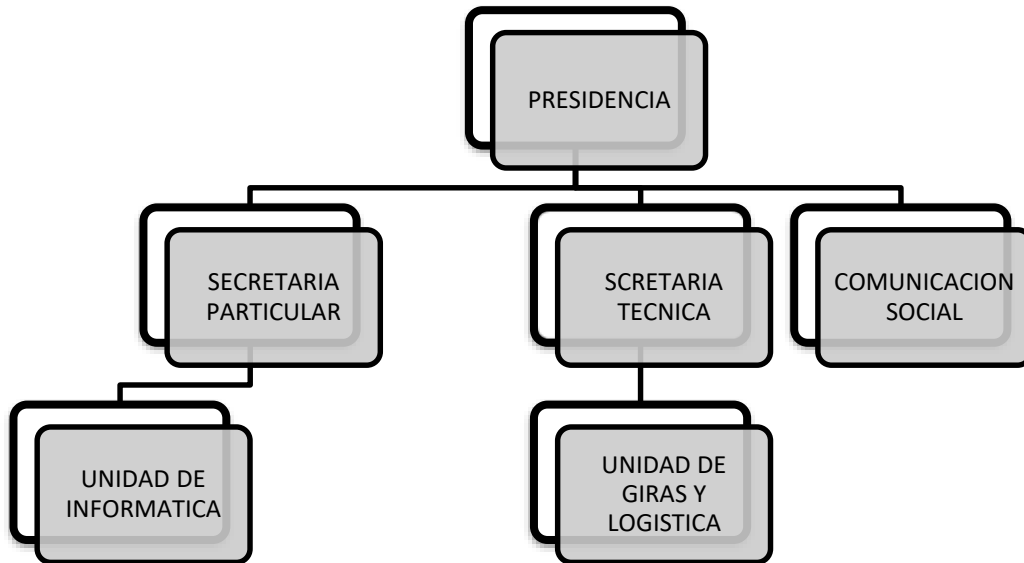 PRESIDENCIA
SECRETARIA
PARTICULAR
SCRETARIA
TECNICA
COMUNICACION
SOCIAL
UNIDAD DE
INFORMATICA
UNIDAD DE
GIRAS Y
LOGISTICA